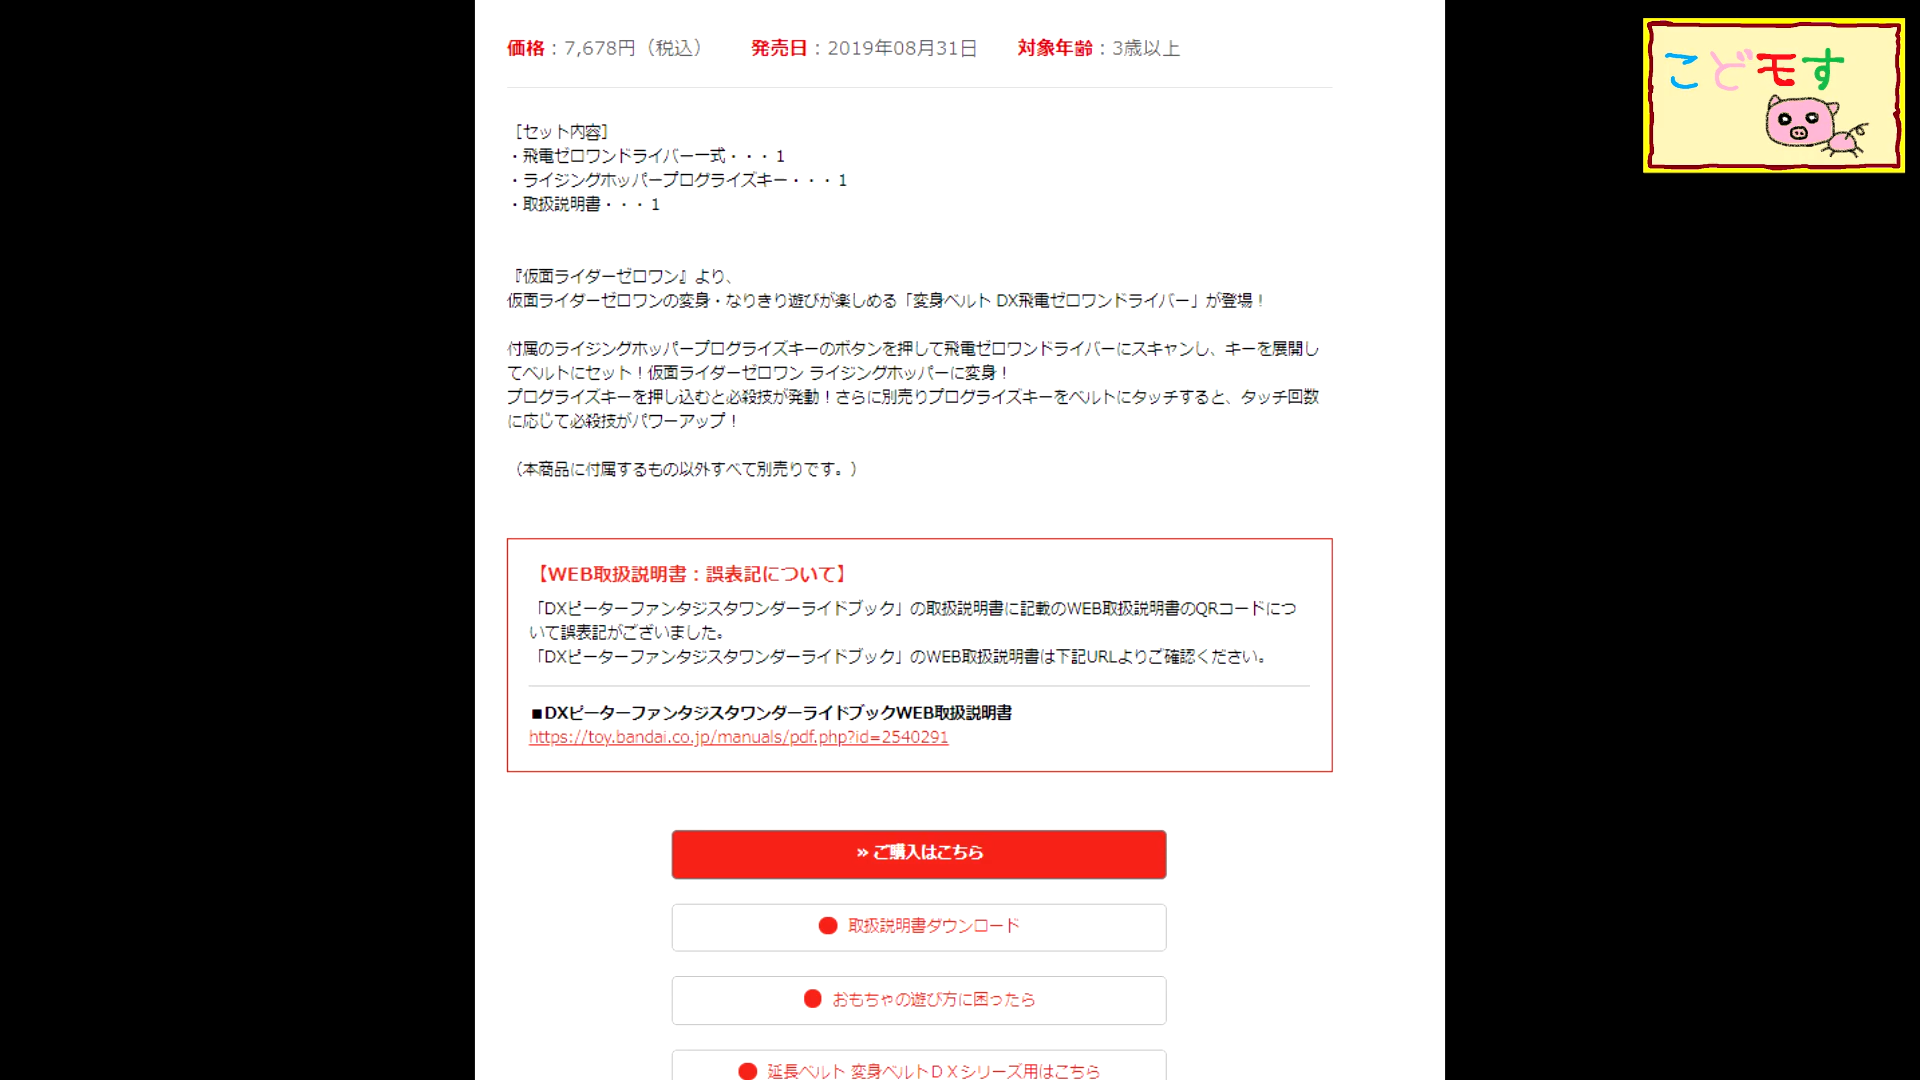 価格：7,678円（税込） 発売日：2019年08月31日 対象年齢：3歳以上
こどモす
［セット内容］
・飛電ゼロワンドライバー一式・・・1
・ライジングホッパープログライズキー・・・1
・取扱説明書・・・1
『仮面ライダーゼロワン』より、
仮面ライダーゼロワンの変身・なりきり遊びが楽しめる「変身ベルト DX飛電ゼロワンドライバー」が登場！
付属のライジングホッパープログライズキーのボタンを押して飛電ゼロワンドライバーにスキャンし、キーを展開し
てベルトにセット！仮面ライダーゼロワン ライジングホッパーに変身！
プログライズキーを押し込むと必殺技が発動！さらに別売りプログライズキーをベルトにタッチすると、タッチ回数
に応じて必殺技がパワーアップ！
（本商品に付属するもの以外すべて別売りです。）
【WEB取扱説明書：誤表記について】
「DXピーターファンタジスタワンダーライドブック」の取扱説明書に記載のWEB取扱説明書のQRコードにつ
いて誤表記がございました。
「DXピーターファンタジスタワンダーライドブック」のWEB取扱説明書は下記URLよりご確認ください。
■DXピーターファンタジスタワンダーライドブックWEB取扱説明書
https://toy.bandai.co.jp/manuals/pdf.php?id=2540291
» ご購入はこちら
取扱説明書ダウンロード
おもちゃの遊び方に困ったら
延長ベルト 変身ベルトＤＸシリーズ用はこちら